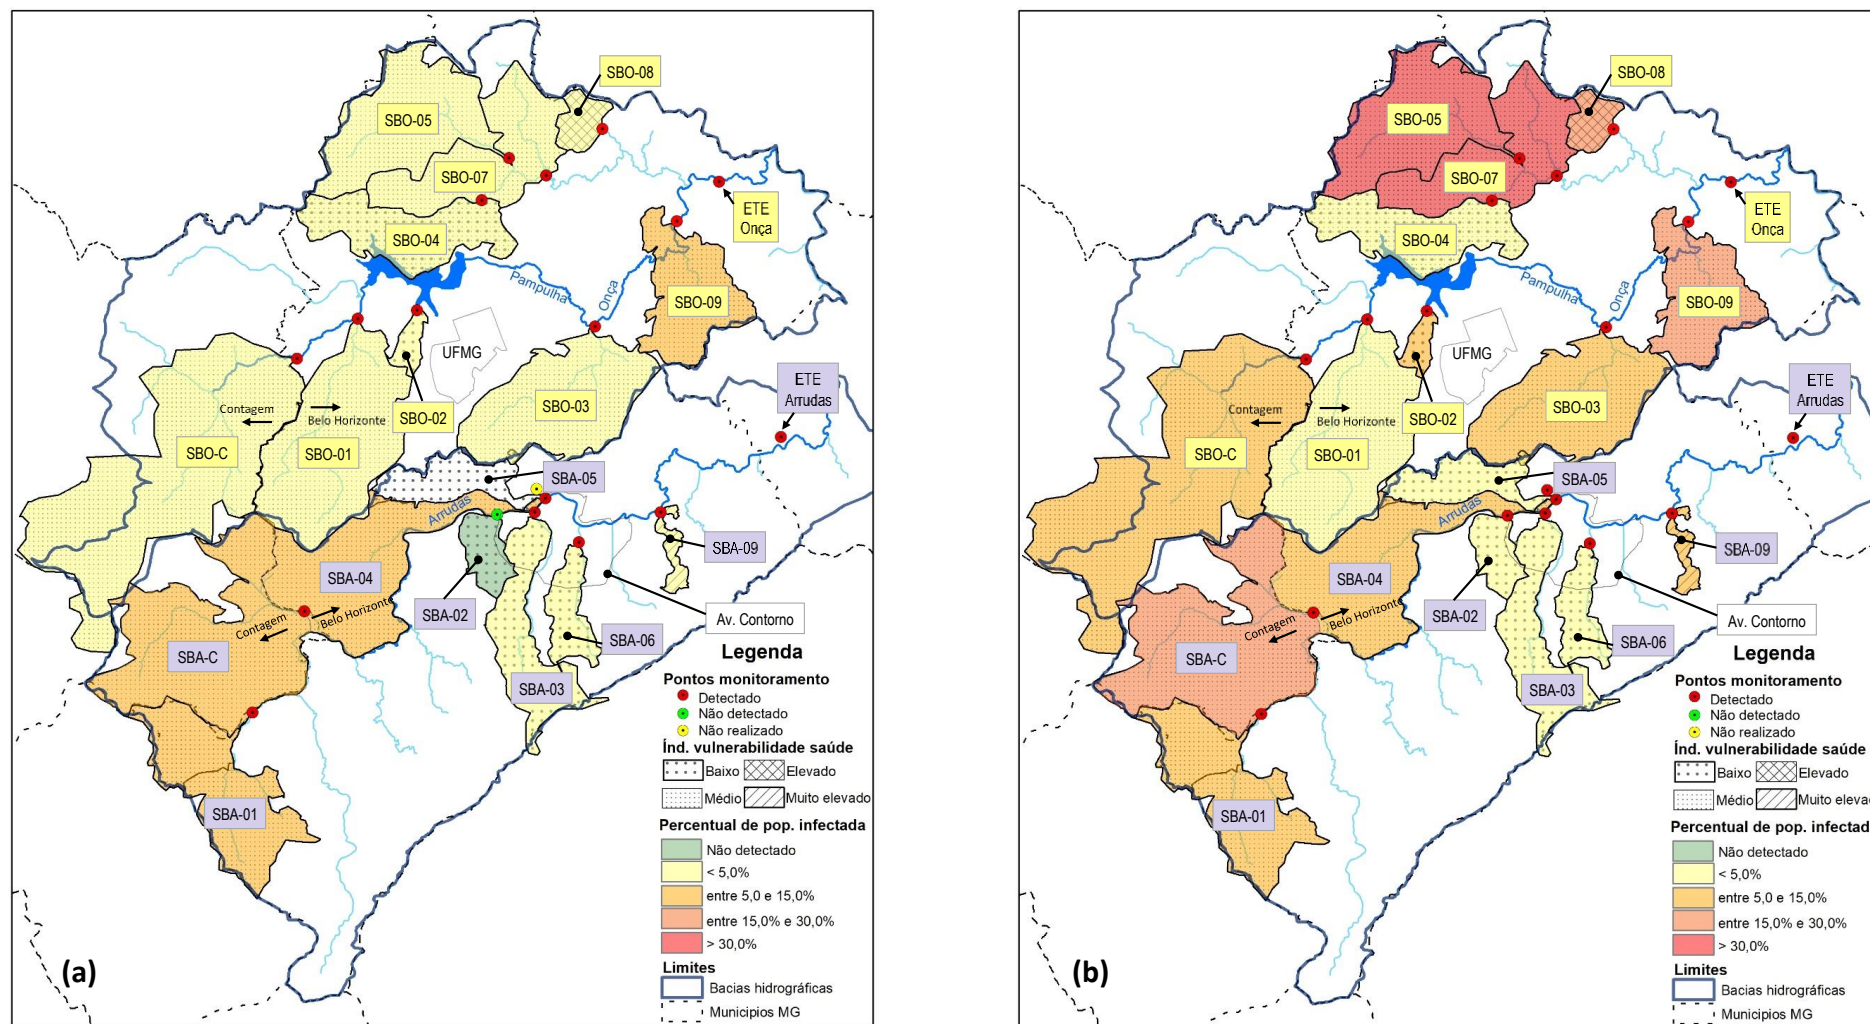 SBO-08
SBO-05
SBO-07
ETE
Onça
SBO-04
Pampulha
Onça
SBO-09
UFMG
ETE
Arrudas
Contagem
Belo Horizonte
SBO-02
SBO-03
SBO-C
SBO-01
SBA-05
Arrudas
SBA-09
SBA-04
SBA-02
Av. Contorno
Contagem
Belo Horizonte
SBA-06
SBA-C
SBA-03
SBA-01
Legenda
Pontos monitoramento
Detectado
Não detectado
Não realizado
Índ. vulnerabilidade saúde
Baixo Elevado
Médio Muito elevado
Percentual de pop. infectada
Não detectado
< 5,0%
entre 5,0 e 15,0%
entre 15,0% e 30,0%
> 30,0%
Limites
Bacias hidrográficas
Municipios MG
(a)
SBO-08
SBO-05
SBO-07
ETE
Onça
SBO-04
Pampulha
Onça
SBO-09
UFMG
ETE
Arrudas
Contagem
Belo Horizonte
SBO-02
SBO-03
SBO-C
SBO-01
SBA-05
Arrudas
SBA-09
SBA-04
SBA-02
Av. Contorno
Contagem
Belo Horizonte
SBA-06
SBA-C
SBA-03
SBA-01
Legenda
Pontos monitoramento
Detectado
Não detectado
Não realizado
Índ. vulnerabilidade saúde
Baixo Elevado
Médio Muito eleva
Percentual de pop. infectad
Não detectado
< 5,0%
entre 5,0 e 15,0%
entre 15,0% e 30,0%
> 30,0%
Limites
Bacias hidrográficas
Municipios MG
(b)